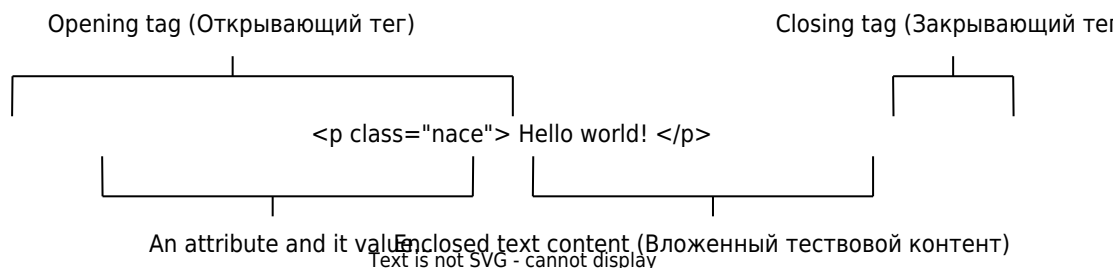 Opening tag (Открывающий тег)
Closing tag (Закрывающий тег
<p class="nace"> Hello world! </p>
An attribute and it value...
Enclosed text content (Вложенный тествовой контент)
Text is not SVG - cannot display